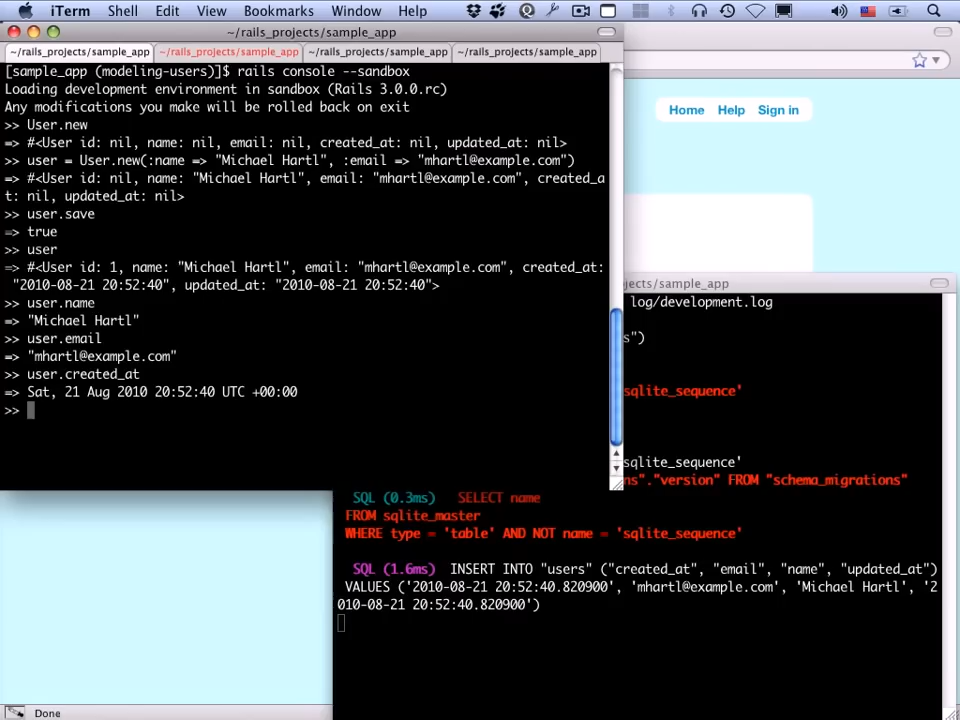 iTerm Shell Edit View Bookmarks Window Help
~/rails_projects/sample_app
~/rails_projects/sample_app ~/rails_projects/sample_app ~/rails_projects/sample_app ~/rails_projects/sample_app
[sample_app (modeling-users)]$ rails console --sandbox
Loading development environment in sandbox (Rails 3.0.0.rc)
Any modifications you make will be rolled back on exit
>> User.new
=> #<User id: nil, name: nil, email: nil, created_at: nil, updated_at: nil>
>> user = User.new(:name => "Michael Hartl", :email => "mhartl@example.com")
=> #<User id: nil, name: "Michael Hartl", email: "mhartl@example.com", created_a
t: nil, updated_at: nil>
>> user.save
=> true
>> user
=> #<User id: 1, name: "Michael Hartl", email: "mhartl@example.com", created_at:
"2010-08-21 20:52:40", updated_at: "2010-08-21 20:52:40">
>> user.name
=> "Michael Hartl"
>> user.email
=> "mhartl@example.com"
>> user.created_at
=> Sat, 21 Aug 2010 20:52:40 UTC +00:00
>>
Home Help Sign in
jects/sample_app
log/development.log
s")
sqlite_sequence'
sqlite_sequence'
ns"."version" FROM "schema_migrations"
SQL (0.3ms) SELECT name
FROM sqlite_master
WHERE type = 'table' AND NOT name = 'sqlite_sequence'
SQL (1.6ms) INSERT INTO "users" ("created_at", "email", "name", "updated_at")
VALUES ('2010-08-21 20:52:40.820900', 'mhartl@example.com', 'Michael Hartl', '2
010-08-21 20:52:40.820900')
Done